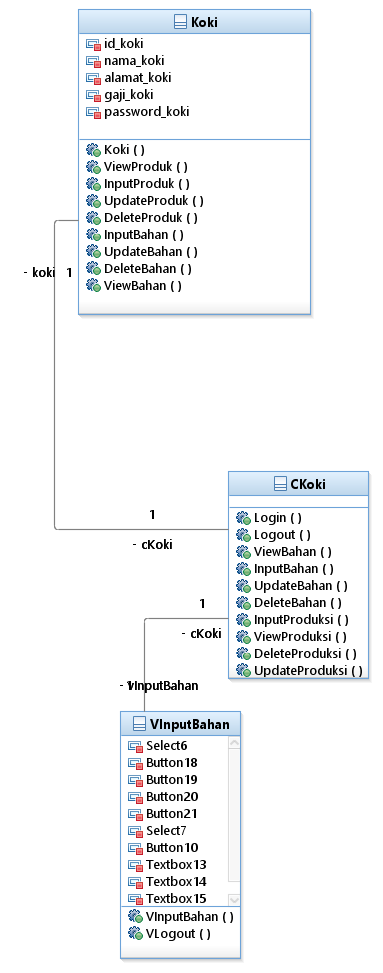 Koki
id_koki
nama_koki
alamat_koki
gaji_koki
password_koki
Koki ( )
ViewProduk ( )
InputProduk ( )
UpdateProduk ( )
DeleteProduk ( )
InputBahan ( )
UpdateBahan ( )
DeleteBahan ( )
ViewBahan ( )
- koki 1
CKoki
Login ( )
Logout ( )
ViewBahan ( )
InputBahan ( )
UpdateBahan ( )
DeleteBahan ( )
InputProduksi ( )
ViewProduksi ( )
DeleteProduksi ( )
UpdateProduksi ( )
1
- cKoki
1
- cKoki
- vInputBahan
1
VInputBahan
Select6
Button18
Button19
Button20
Button21
Select7
Button10
Textbox13
Textbox14
Textbox15
VInputBahan ( )
VLogout ( )